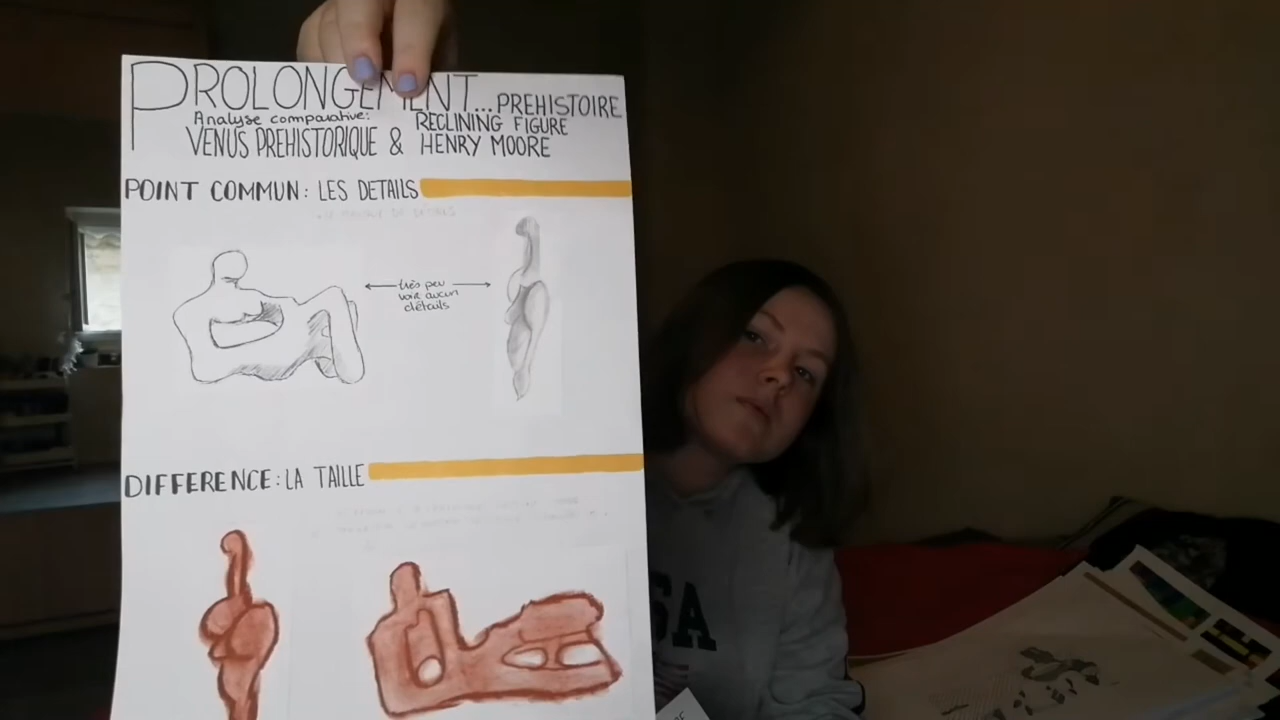 PROLONGEMENT... PREHISTOIRE
Analyse comparative:
VENUS PREHISTORIQUE & RECLINING FIGURE
HENRY MOORE
POINT COMMUN: LES DETAILS
très peu
voir aucun
détails
DIFFERENCE: LA TAILLE
SA